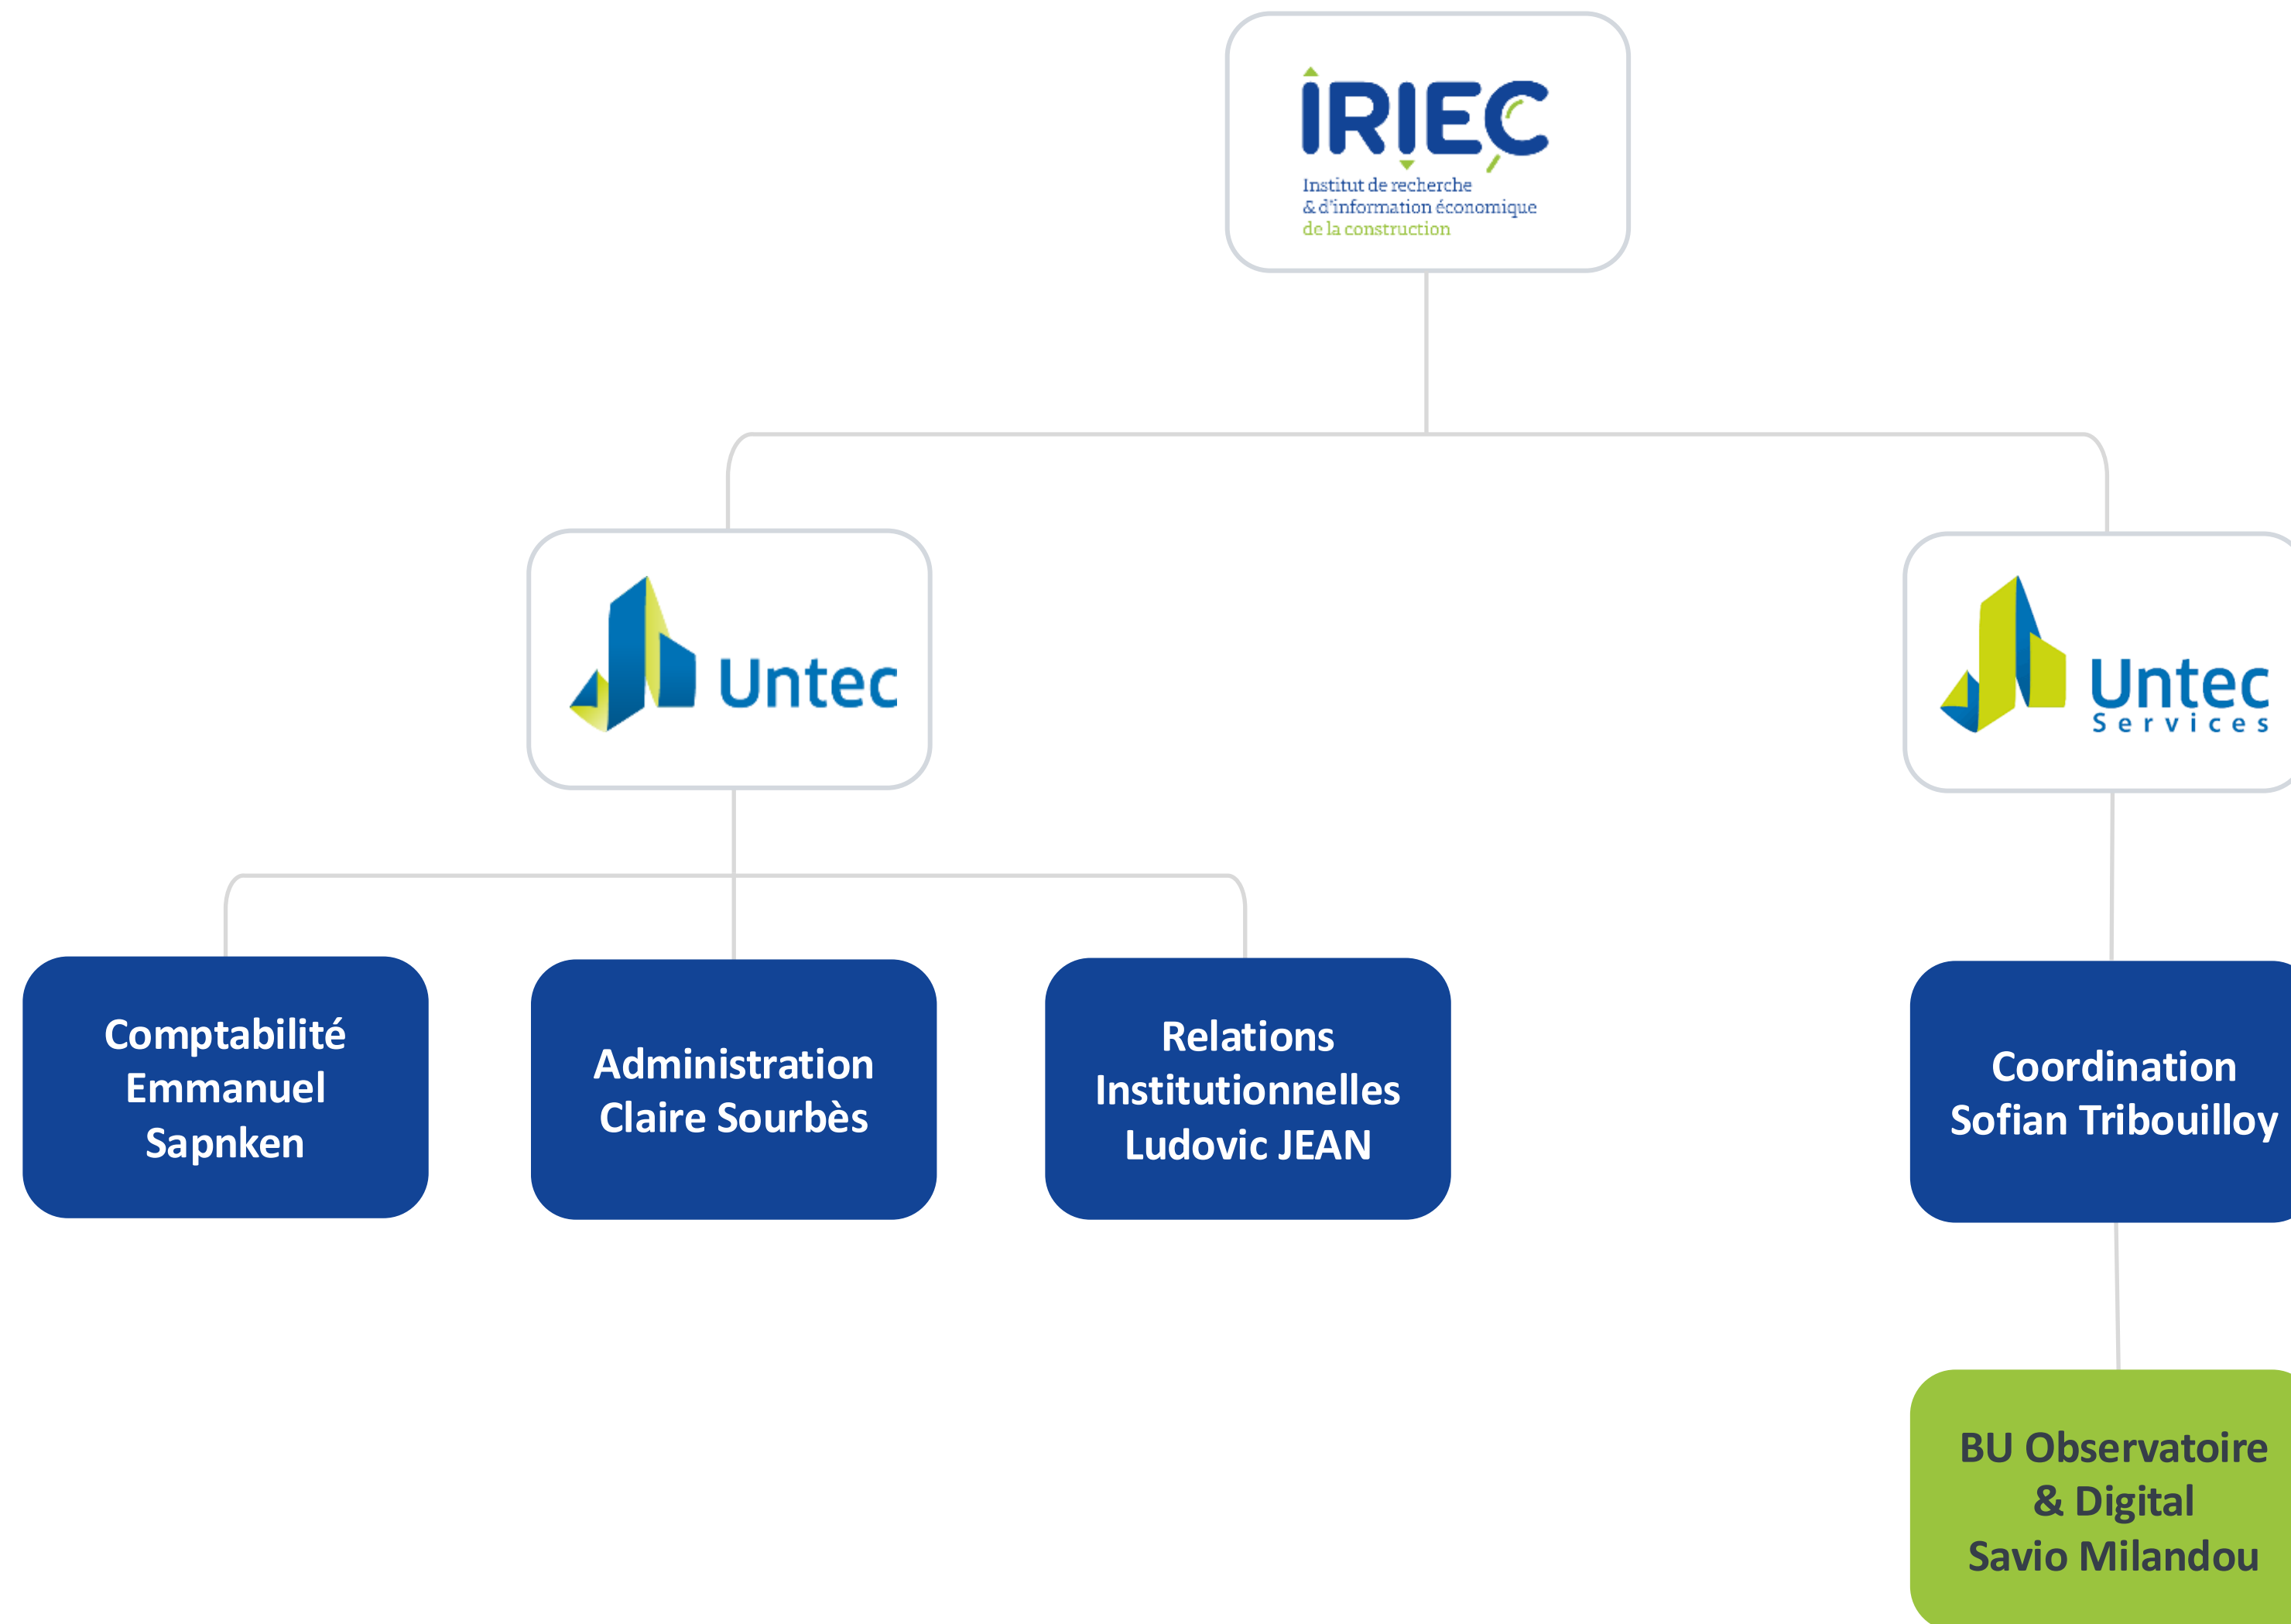 IRIEC
Institut de recherche
& d'information économique
de la construction
Untec
Untec
Services
Comptabilité
Emmanuel
Sapnken
Administration
Claire Sourbès
Relations
Institutionnelles
Ludovic JEAN
Coordination
Sofian Tribouilloy
BU Observatoire
& Digital
Savio Milandou